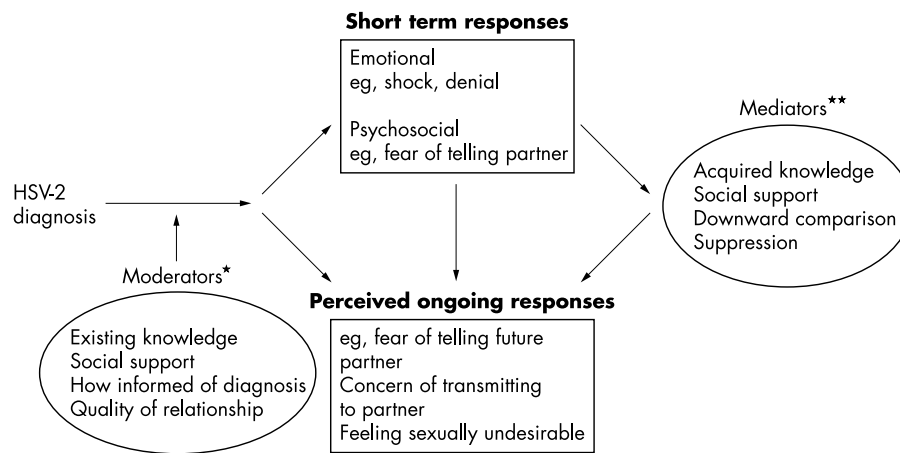 Short term responses
Emotional
eg, shock, denial
Psychosocial
eg, fear of telling partner
Mediators★★
Acquired knowledge
Social support
Downward comparison
Suppression
HSV-2
diagnosis
Moderators★
Existing knowledge
Social support
How informed of diagnosis
Quality of relationship
Perceived ongoing responses
eg, fear of telling future
partner
Concern of transmitting
to partner
Feeling sexually undesirable